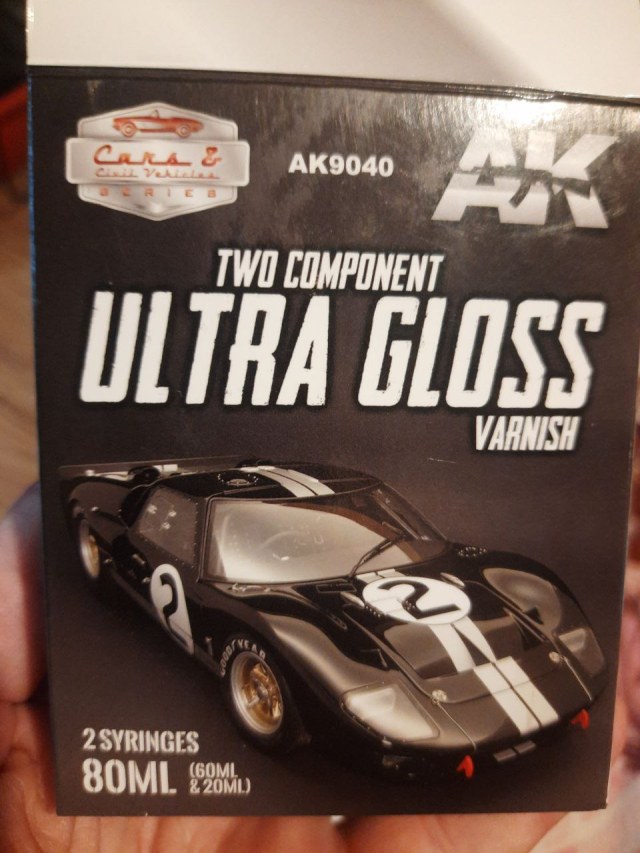 Cars &
Civil Vehicles
SERIES
AK9040
AK
TWO COMPONENT
ULTRA GLOSS
VARNISH
2
2
GOODYEAR
2 SYRINGES
80ML (60ML
& 20ML)